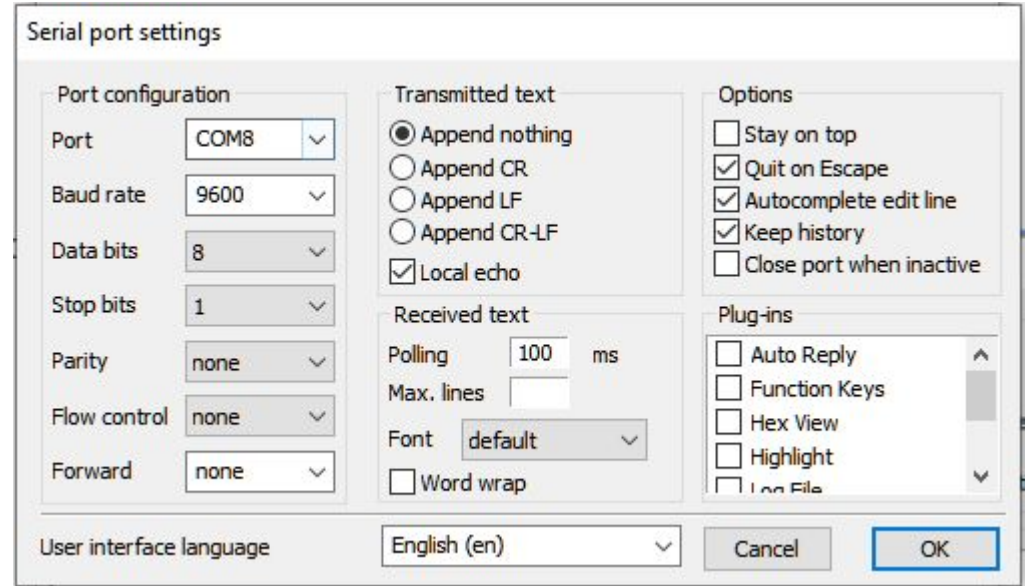 Serial port settings
Port configuration
Port COM8
Baud rate 9600
Data bits 8
Stop bits 1
Parity none
Flow control none
Forward none
Transmitted text
Append nothing
Append CR
Append LF
Append CR-LF
Local echo
Received text
Polling 100 ms
Max. lines
Font default
Word wrap
Options
Stay on top
Quit on Escape
Autocomplete edit line
Keep history
Close port when inactive
Plug-ins
Auto Reply
Function Keys
Hex View
Highlight
Log File
User interface language English (en) Cancel OK